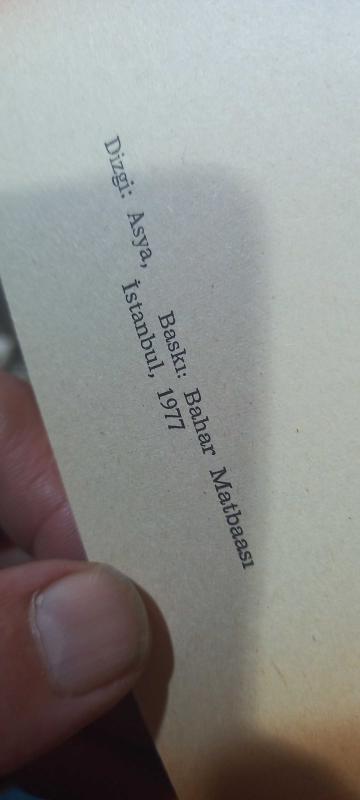 Dizgi: Asya, Baskı: Bahar Matbaası
İstanbul, 1977